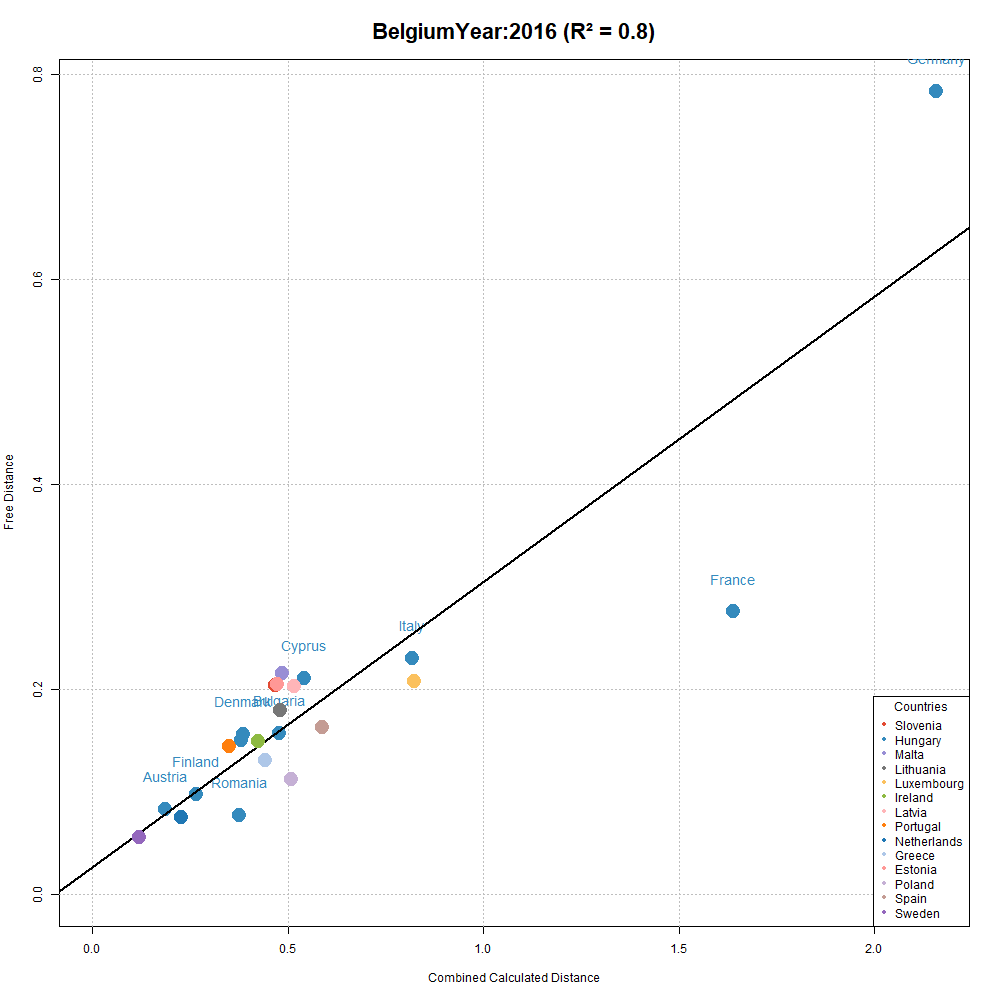 BelgiumYear:2016 (R² = 0.8)
Germany
0.8
0.6
Free Distance
0.4
France
Italy
Cyprus
0.2
Denmark
Bulgaria
Finland
Austria
Romania
0.0
Countries
Slovenia
Hungary
Malta
Lithuania
Luxembourg
Ireland
Latvia
Portugal
Netherlands
Greece
Estonia
Poland
Spain
Sweden
0.0 0.5 1.0 1.5 2.0
Combined Calculated Distance